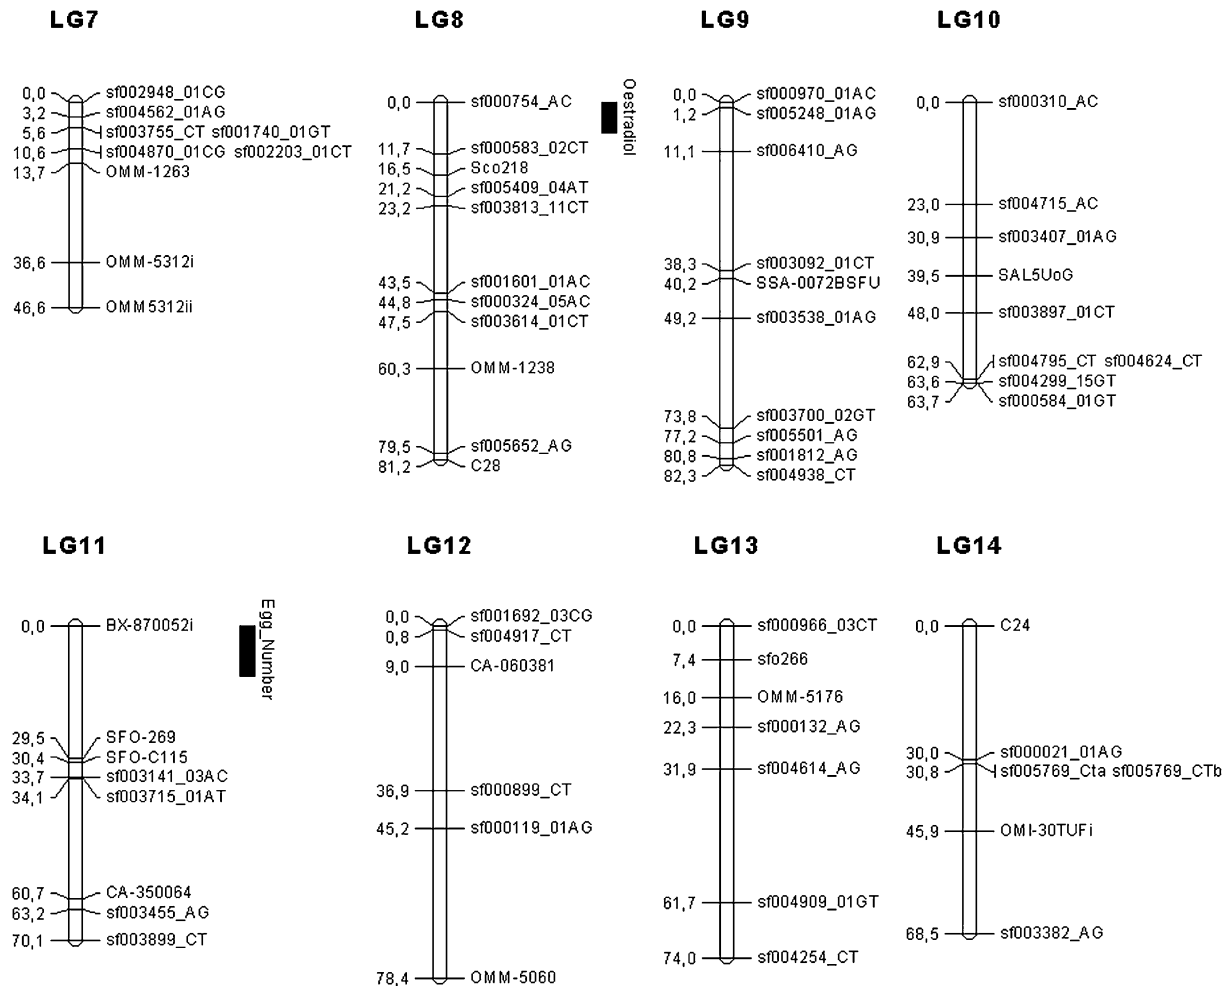 LG7
0,0 sf002948_01CG
3,2 sf004562_01AG
5,6 sf003755_CT sf001740_01GT
10,6 sf004870_01CG sf002203_01CT
13,7 OMM-1263
36,6 OMM-5312i
46,6 OMM5312ii
LG8
0,0 sf000754_AC
11,7 sf000583_02CT
16,5 Sco218
21,2 sf005409_04AT
23,2 sf003813_11CT
43,5 sf001601_01AC
44,8 sf000324_05AC
47,5 sf003614_01CT
60,3 OMM-1238
79,5 sf005652_AG
81,2 C28
Oestradiol
LG9
0,0 sf000970_01AC
1,2 sf005248_01AG
11,1 sf006410_AG
38,3 sf003092_01CT
40,2 SSA-0072BSFU
49,2 sf003538_01AG
73,8 sf003700_02GT
77,2 sf005501_AG
80,8 sf001812_AG
82,3 sf004938_CT
LG10
0,0 sf000310_AC
23,0 sf004715_AC
30,9 sf003407_01AG
39,5 SAL5UoG
48,0 sf003897_01CT
62,9 sf004795_CT sf004624_CT
63,6 sf004299_15GT
63,7 sf000584_01GT
LG11
0,0 BX-870052i
29,5 SFO-269
30,4 SFO-C115
33,7 sf003141_03AC
34,1 sf003715_01AT
60,7 CA-350064
63,2 sf003455_AG
70,1 sf003899_CT
Egg_Number
LG12
0,0 sf001692_03CG
0,8 sf004917_CT
9,0 CA-060381
36,9 sf000899_CT
45,2 sf000119_01AG
78,4 OMM-5060
LG13
0,0 sf000966_03CT
7,4 sfo266
16,0 OMM-5176
22,3 sf000132_AG
31,9 sf004614_AG
61,7 sf004909_01GT
74,0 sf004254_CT
LG14
0,0 C24
30,0 sf000021_01AG
30,8 sf005769_Cta sf005769_CTb
45,9 OMI-30TUFi
68,5 sf003382_AG